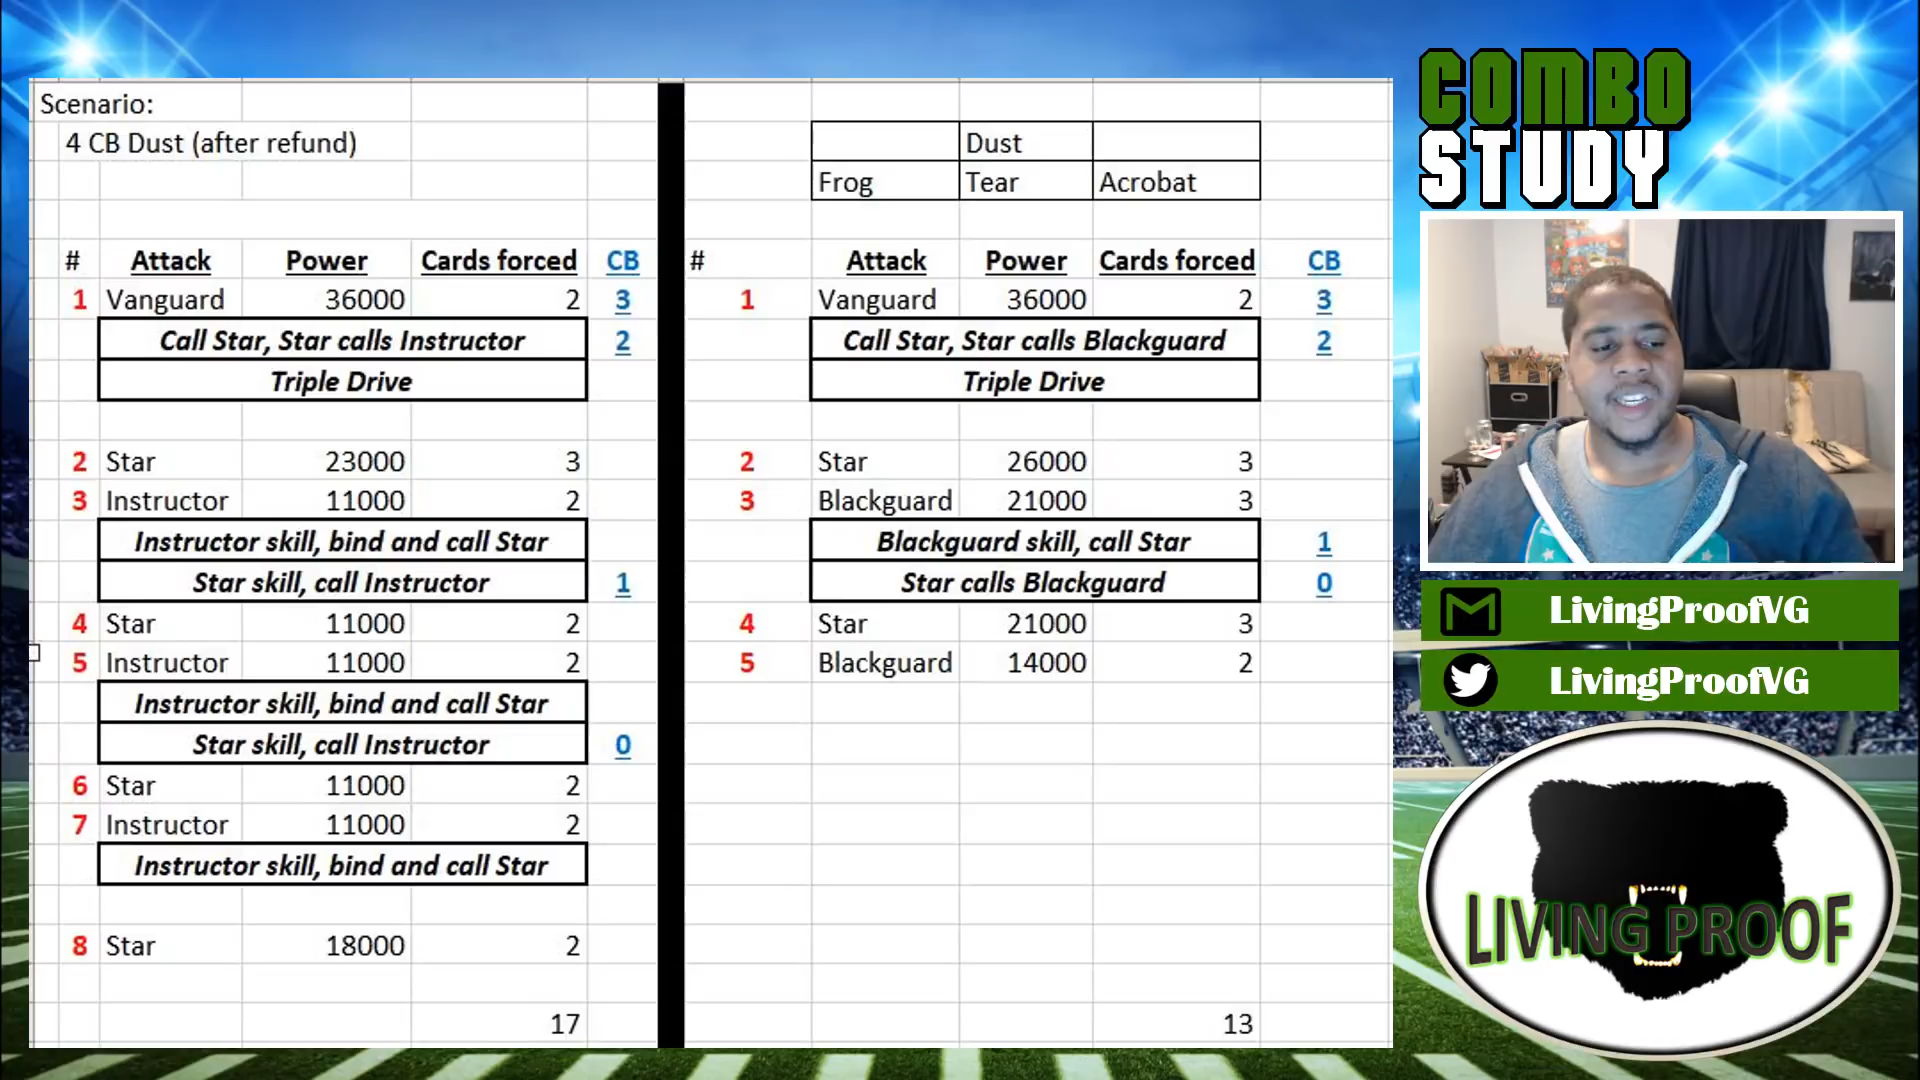 Scenario:
4 CB Dust (after refund)
# Attack Power Cards forced CB
1 Vanguard 36000 2 3
Call Star, Star calls Instructor 2
Triple Drive
2 Star 23000 3
3 Instructor 11000 2
Instructor skill, bind and call Star
Star skill, call Instructor 1
4 Star 11000 2
5 Instructor 11000 2
Instructor skill, bind and call Star
Star skill, call Instructor 0
6 Star 11000 2
7 Instructor 11000 2
Instructor skill, bind and call Star
8 Star 18000 2
17
Dust
Frog Tear Acrobat
# Attack Power Cards forced CB
1 Vanguard 36000 2 3
Call Star, Star calls Blackguard 2
Triple Drive
2 Star 26000 3
3 Blackguard 21000 3
Blackguard skill, call Star 1
Star calls Blackguard 0
4 Star 21000 3
5 Blackguard 14000 2
13
COMBO
STUDY
LivingProofVG
LivingProofVG
LIVING PROOF